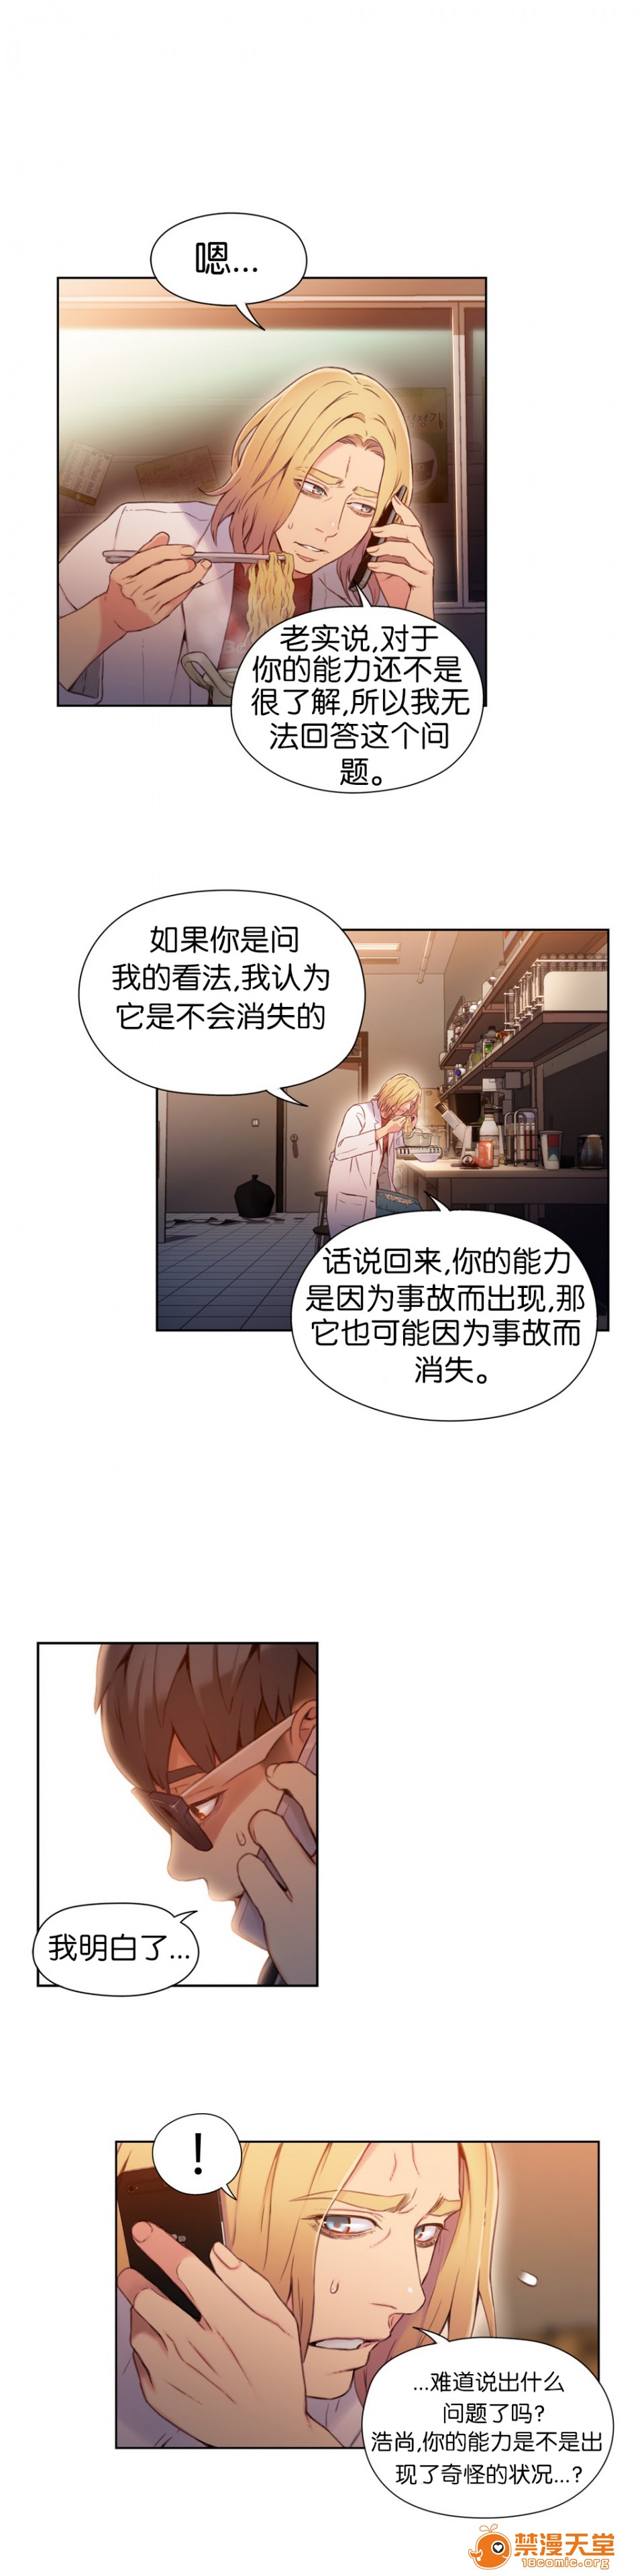 嗯...
老实说,对于
你的能力还不是
很了解,所以我无
法回答这个问
题。
如果你是问
我的看法,我认为
它是不会消失的
话说回来,你的能力
是因为事故而出现,那
它也可能因为事故而
消失。
我明白了...
!
...难道说出什么
问题了吗?
浩尚,你的能力是不是出
现了奇怪的状况...?
禁漫天堂
18comic.org